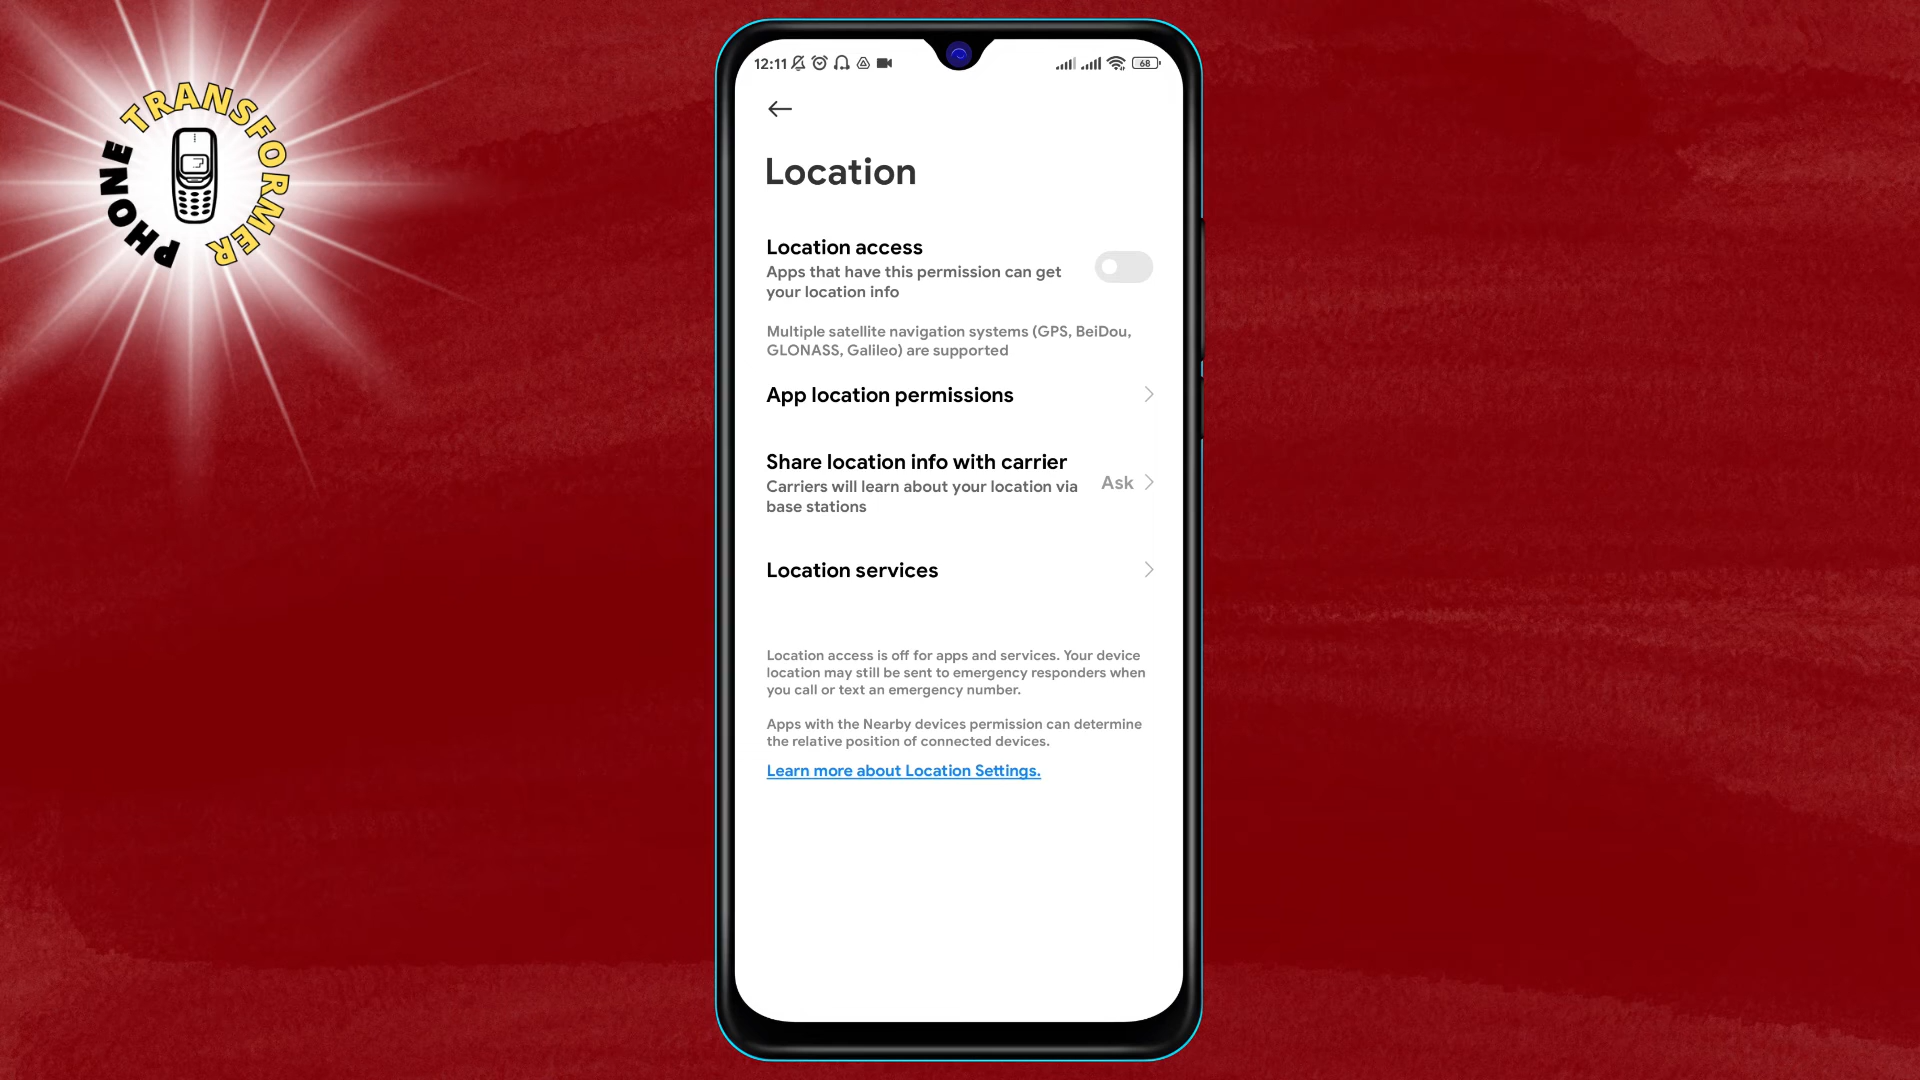 PHONE TRANSFORMER
12:11
68
Location
Location access
Apps that have this permission can get
your location info
Multiple satellite navigation systems (GPS, BeiDou,
GLONASS, Galileo) are supported
App location permissions
Share location info with carrier
Carriers will learn about your location via
base stations
Ask
Location services
Location access is off for apps and services. Your device
location may still be sent to emergency responders when
you call or text an emergency number.
Apps with the Nearby devices permission can determine
the relative position of connected devices.
Learn more about Location Settings.